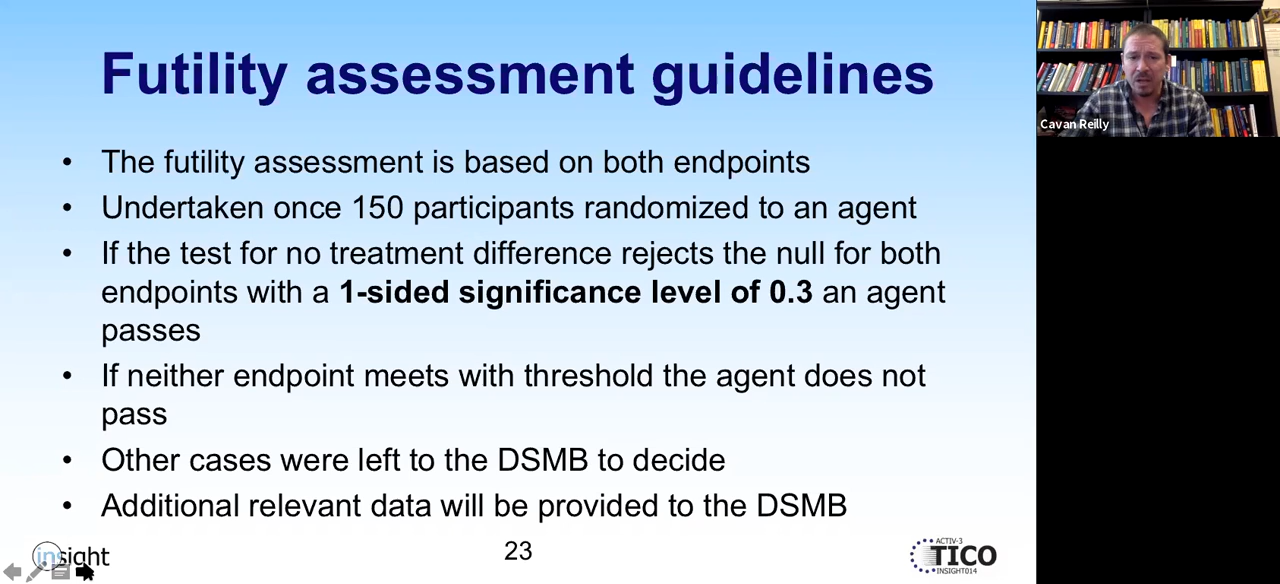 Futility assessment guidelines
• The futility assessment is based on both endpoints
• Undertaken once 150 participants randomized to an agent
• If the test for no treatment difference rejects the null for both
endpoints with a 1-sided significance level of 0.3 an agent
passes
• If neither endpoint meets with threshold the agent does not
pass
• Other cases were left to the DSMB to decide
• Additional relevant data will be provided to the DSMB
insight
23
ACTIV-3
TICO
INSIGHT014
Cavan Reilly